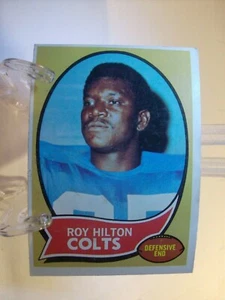 ROY HILTON
COLTS
DEFENSIVE
END